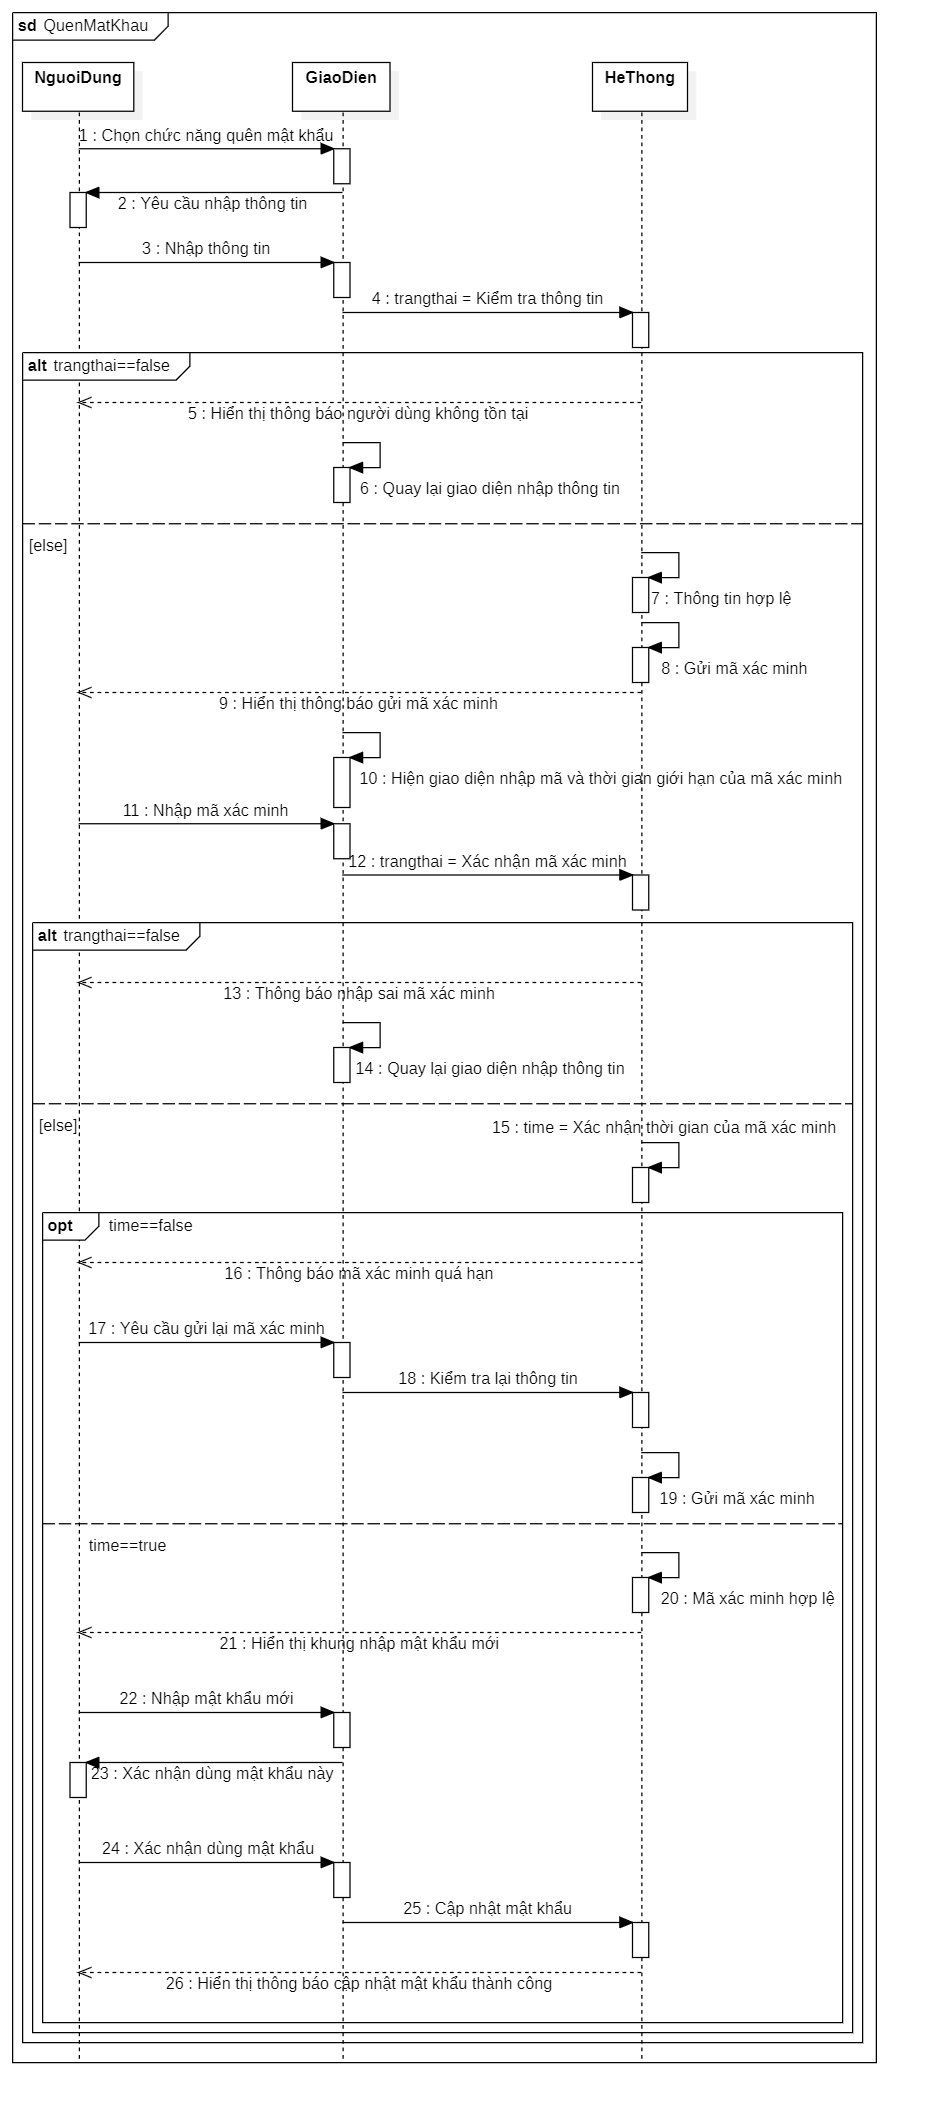 sd QuenMatKhau
NguoiDung
GiaoDien
HeThong
1 : Chọn chức năng quên mật khẩu
2 : Yêu cầu nhập thông tin
3 : Nhập thông tin
4 : trangthai = Kiểm tra thông tin
alt trangthai==false
5 : Hiển thị thông báo người dùng không tồn tại
6 : Quay lại giao diện nhập thông tin
[else]
7 : Thông tin hợp lệ
8 : Gửi mã xác minh
9 : Hiển thị thông báo gửi mã xác minh
10 : Hiện giao diện nhập mã và thời gian giới hạn của mã xác minh
11 : Nhập mã xác minh
12 : trangthai = Xác nhận mã xác minh
alt trangthai==false
13 : Thông báo nhập sai mã xác minh
14 : Quay lại giao diện nhập thông tin
[else]
15 : time = Xác nhận thời gian của mã xác minh
opt time==false
16 : Thông báo mã xác minh quá hạn
17 : Yêu cầu gửi lại mã xác minh
18 : Kiểm tra lại thông tin
19 : Gửi mã xác minh
time==true
20 : Mã xác minh hợp lệ
21 : Hiển thị khung nhập mật khẩu mới
22 : Nhập mật khẩu mới
23 : Xác nhận dùng mật khẩu này
24 : Xác nhận dùng mật khẩu
25 : Cập nhật mật khẩu
26 : Hiển thị thông báo cập nhật mật khẩu thành công